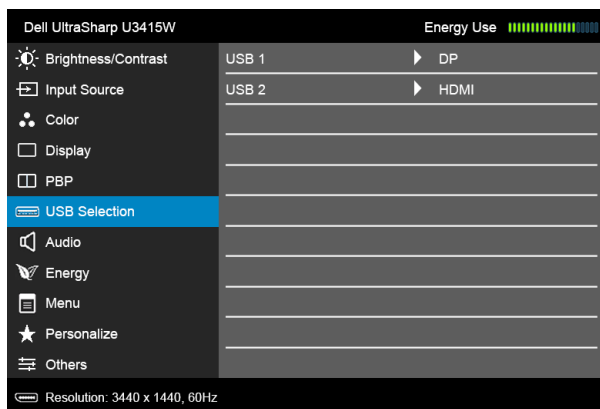 Dell UltraSharp U3415W Energy Use
Brightness/Contrast USB 1 DP
Input Source USB 2 HDMI
Color
Display
PBP
USB Selection
Audio
Energy
Menu
Personalize
Others
Resolution: 3440 x 1440, 60Hz